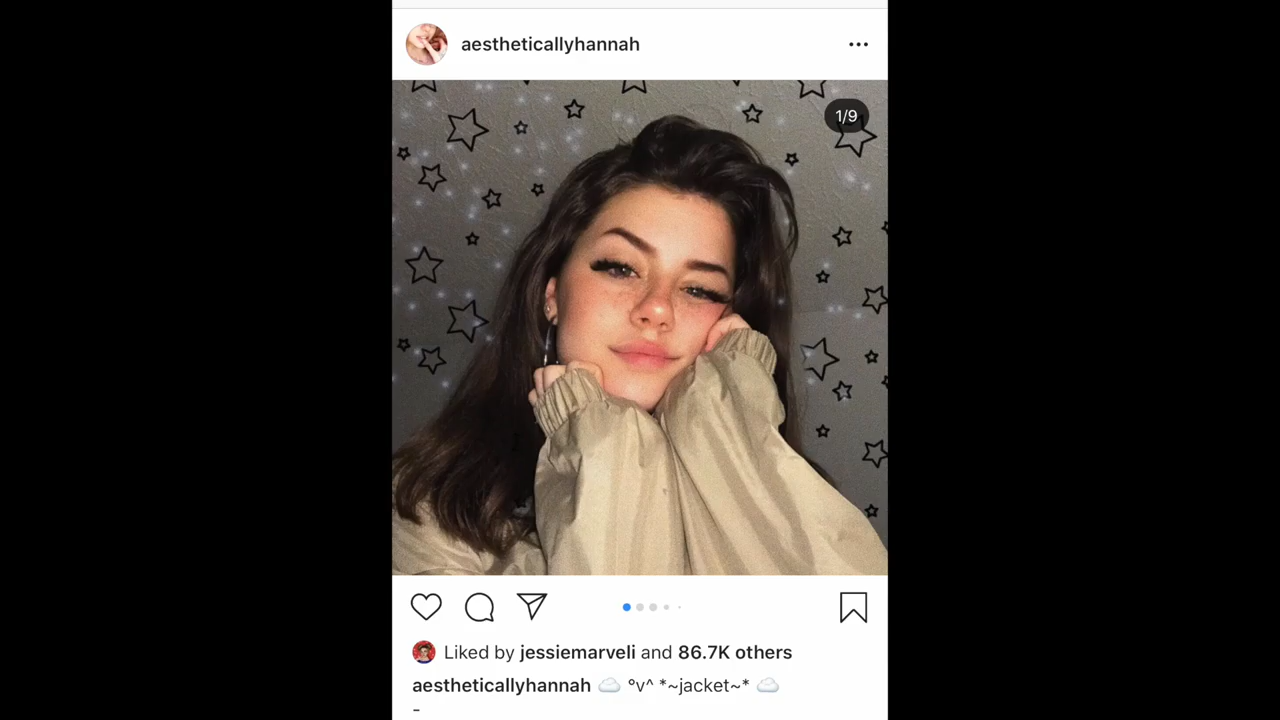 aestheticallyhannah
1/9
Liked by jessiemarveli and 86.7K others
aestheticallyhannah ☁️ °v^ *~jacket~* ☁️
-